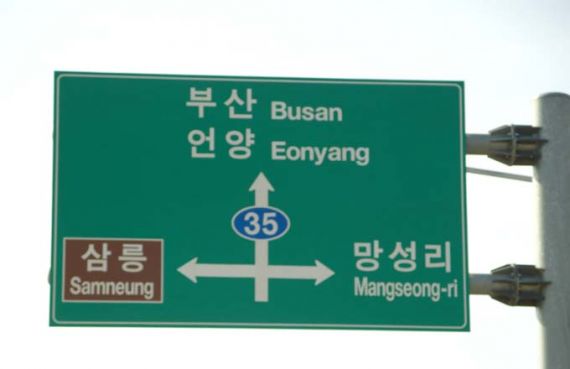 부산 Busan
언양 Eonyang
35
삼릉
Samneung
망성리
Mangseong-ri